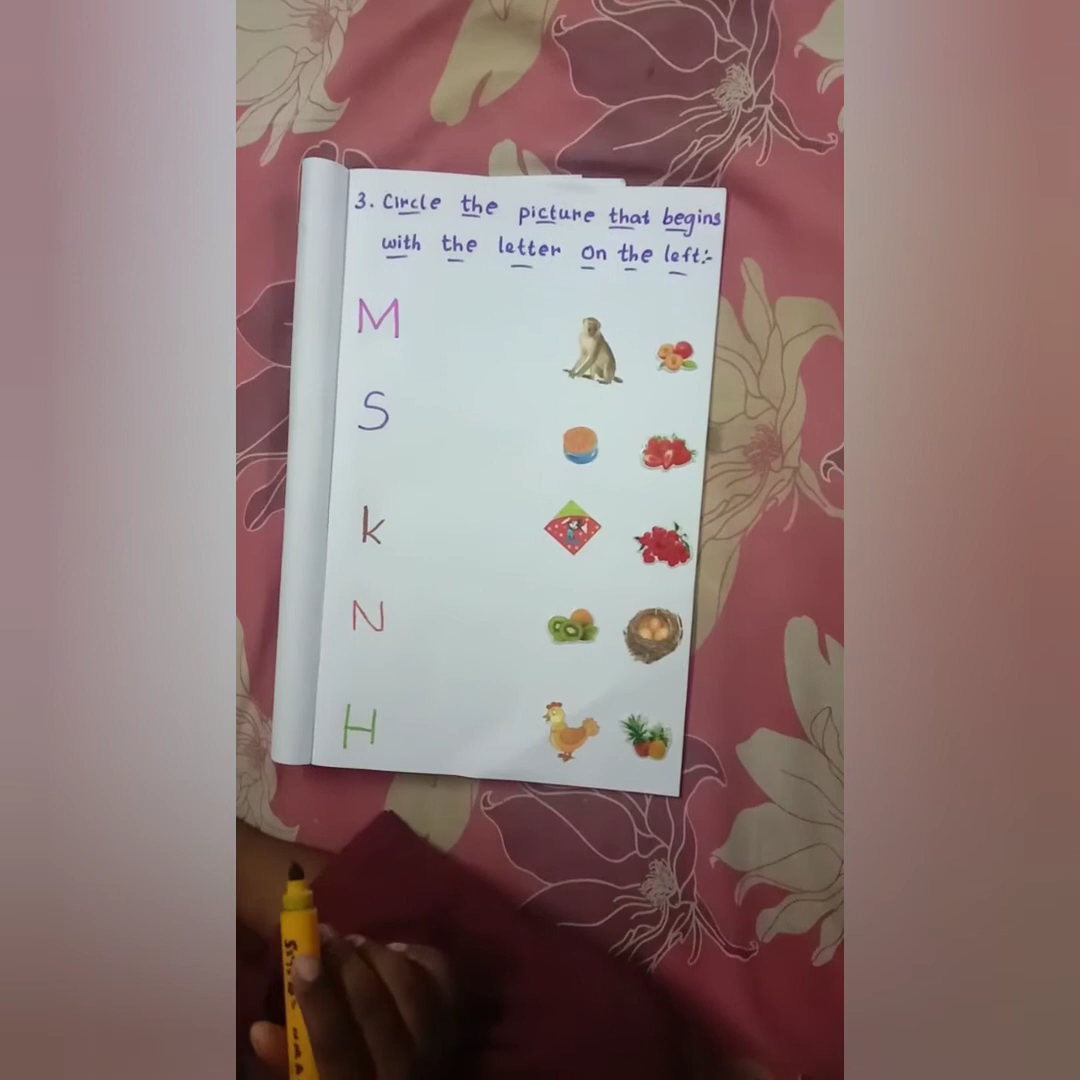 3. Circle the picture that begins
with the letter on the left:-
M
S
k
N
H